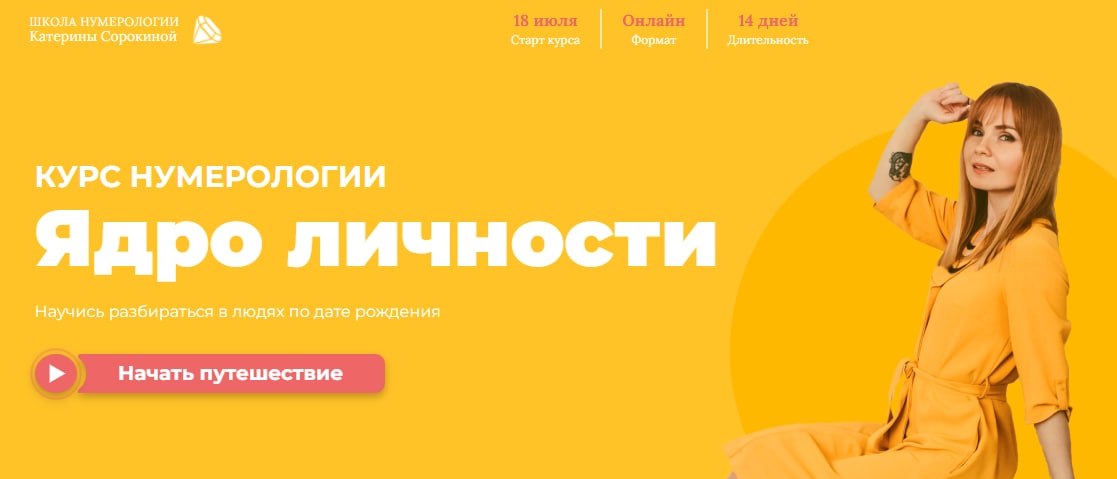 ШКОЛА НУМЕРОЛОГИИ
Катерины Сорокиной
18 июля
Старт курса
Онлайн
Формат
14 дней
Длительность
КУРС НУМЕРОЛОГИИ
Ядро личности
Научись разбираться в людях по дате рождения
Начать путешествие